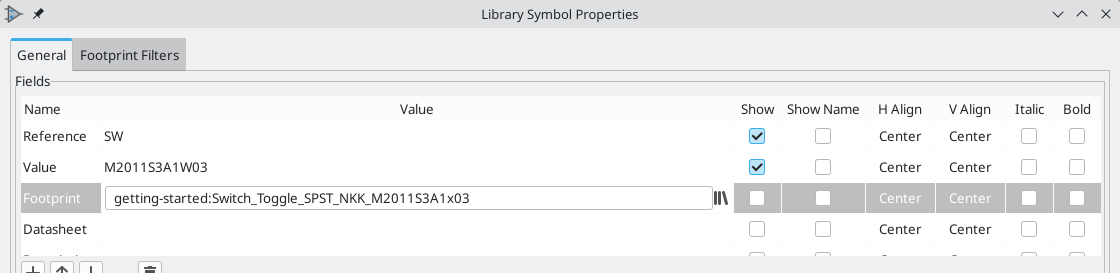 Library Symbol Properties
General Footprint Filters
Fields
Name Value Show Show Name H Align V Align Italic Bold
Reference SW Center Center
Value M2011S3A1W03 Center Center
Footprint getting-started:Switch_Toggle_SPST_NKK_M2011S3A1x03 Center Center
Datasheet Center Center